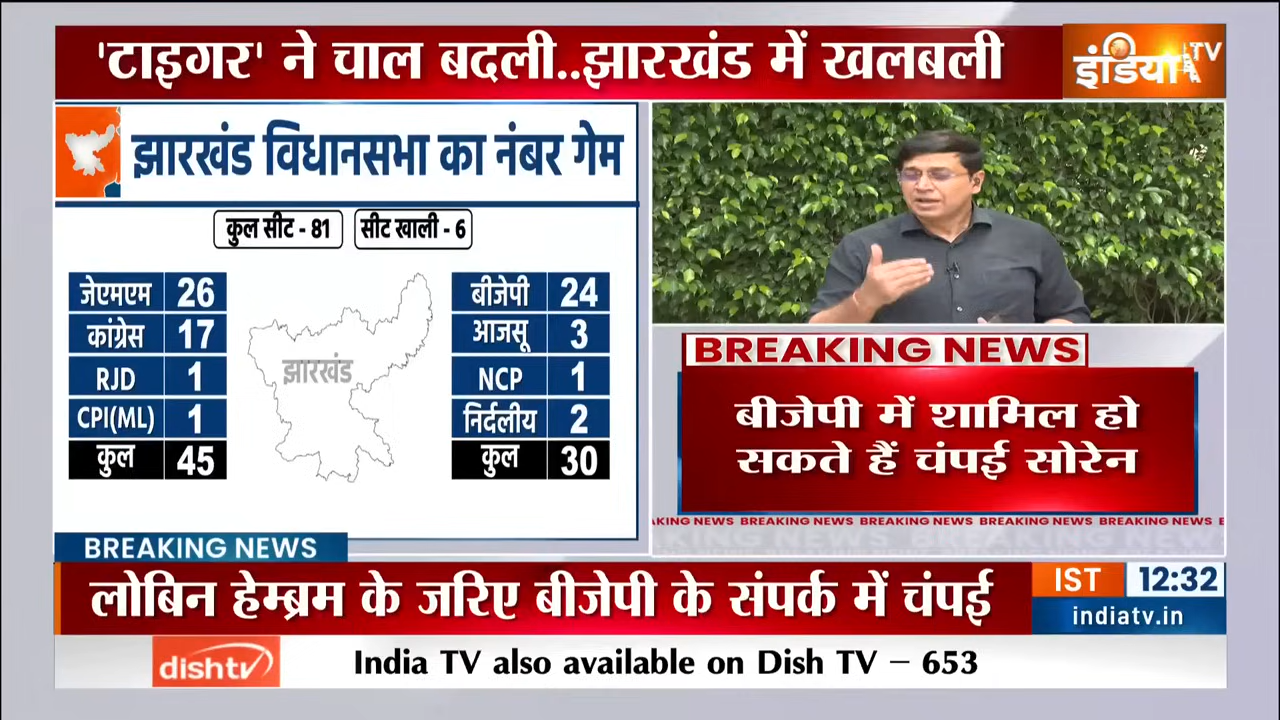 'टाइगर' ने चाल बदली..झारखंड में खलबली
इंडिया TV
झारखंड विधानसभा का नंबर गेम
कुल सीट - 81
सीट खाली - 6
जेएमएम 26
कांग्रेस 17
RJD 1
CPI(ML) 1
कुल 45
झारखंड
बीजेपी 24
आजसू 3
NCP 1
निर्दलीय 2
कुल 30
BREAKING NEWS
बीजेपी में शामिल हो
सकते हैं चंपई सोरेन
KING NEWS BREAKING NEWS BREAKING NEWS BREAKING NEWS BREAKING NEWS
BREAKING NEWS
लोबिन हेम्ब्रम के जरिए बीजेपी के संपर्क में चंपई
IST 12:32
indiatv.in
dishtv
India TV also available on Dish TV – 653